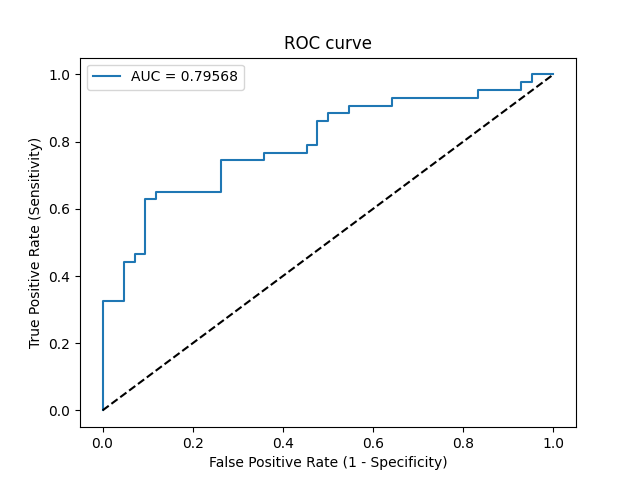 ROC curve
AUC = 0.79568
True Positive Rate (Sensitivity)
1.0
0.8
0.6
0.4
0.2
0.0
0.0 0.2 0.4 0.6 0.8 1.0
False Positive Rate (1 - Specificity)